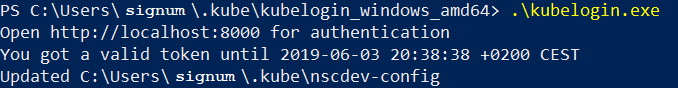 PS C:\Users\signum\.kube\kubelogin_windows_amd64> .\kubelogin.exe
Open http://localhost:8000 for authentication
You got a valid token until 2019-06-03 20:38:38 +0200 CEST
Updated C:\Users\signum\.kube\nscdev-config